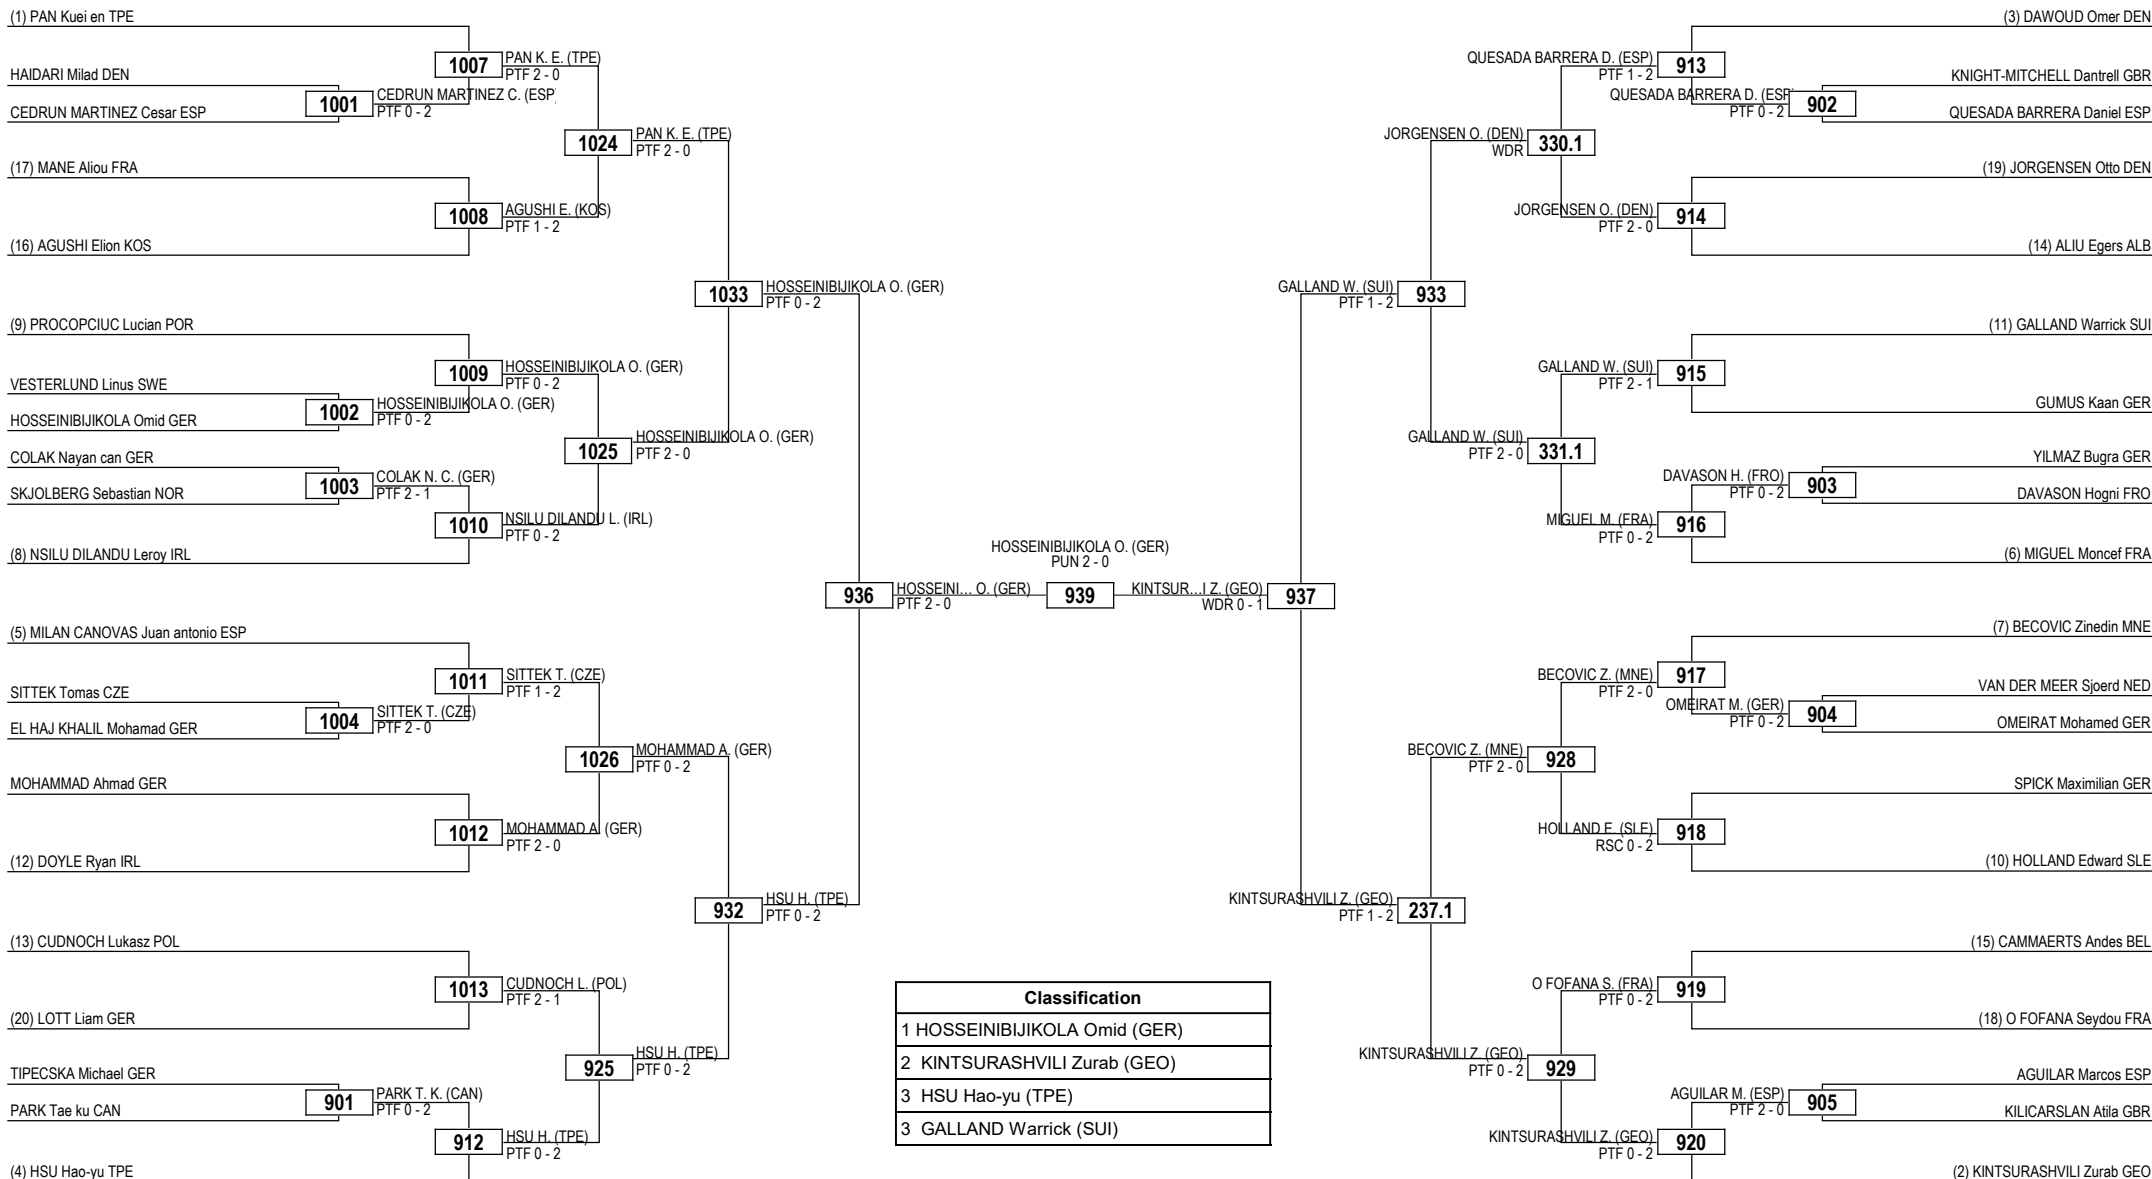 (1) PAN Kuei en TPE
HAIDARI Milad DEN
CEDRUN MARTINEZ Cesar ESP
(17) MANE Aliou FRA
(16) AGUSHI Elion KOS
(9) PROCOPCIUC Lucian POR
VESTERLUND Linus SWE
HOSSEINIBIJIKOLA Omid GER
COLAK Nayan can GER
SKJOLBERG Sebastian NOR
(8) NSILU DILANDU Leroy IRL
(5) MILAN CANOVAS Juan antonio ESP
SITTEK Tomas CZE
EL HAJ KHALIL Mohamad GER
MOHAMMAD Ahmad GER
(12) DOYLE Ryan IRL
(13) CUDNOCH Lukasz POL
(20) LOTT Liam GER
TIPECSKA Michael GER
PARK Tae ku CAN
(4) HSU Hao-yu TPE
1001
CEDRUN MARTINEZ C. (ESP)
PTF 0 - 2
1002
HOSSEINIBIJIKOLA O. (GER)
PTF 0 - 2
1003
COLAK N. C. (GER)
PTF 2 - 1
1004
SITTEK T. (CZE)
PTF 2 - 0
901
PARK T. K. (CAN)
PTF 0 - 2
1007
PAN K. E. (TPE)
PTF 2 - 0
1008
AGUSHI E. (KOS)
PTF 1 - 2
1009
HOSSEINIBIJIKOLA O. (GER)
PTF 0 - 2
1010
NSILU DILANDU L. (IRL)
PTF 0 - 2
1011
SITTEK T. (CZE)
PTF 1 - 2
1012
MOHAMMAD A. (GER)
PTF 2 - 0
1013
CUDNOCH L. (POL)
PTF 2 - 1
912
HSU H. (TPE)
PTF 0 - 2
1024
PAN K. E. (TPE)
PTF 2 - 0
1025
HOSSEINIBIJIKOLA O. (GER)
PTF 2 - 0
1026
MOHAMMAD A. (GER)
PTF 0 - 2
925
HSU H. (TPE)
PTF 0 - 2
1033
HOSSEINIBIJIKOLA O. (GER)
PTF 0 - 2
932
HSU H. (TPE)
PTF 0 - 2
936
HOSSEINI... O. (GER)
PTF 2 - 0
HOSSEINIBIJIKOLA O. (GER)
PUN 2 - 0
939
KINTSUR...I Z. (GEO)
WDR 0 - 1
937
GALLAND W. (SUI)
PTF 1 - 2
933
KINTSURASHVILI Z. (GEO)
PTF 1 - 2
237.1
JORGENSEN O. (DEN)
WDR
330.1
GALLAND W. (SUI)
PTF 2 - 0
331.1
BECOVIC Z. (MNE)
PTF 2 - 0
928
KINTSURASHVILI Z. (GEO)
PTF 0 - 2
929
QUESADA BARRERA D. (ESP)
PTF 1 - 2
913
JORGENSEN O. (DEN)
PTF 2 - 0
914
GALLAND W. (SUI)
PTF 2 - 1
915
MIGUEL M. (FRA)
PTF 0 - 2
916
BECOVIC Z. (MNE)
PTF 2 - 0
917
HOLLAND E. (SLE)
RSC 0 - 2
918
O FOFANA S. (FRA)
PTF 0 - 2
919
KINTSURASHVILI Z. (GEO)
PTF 0 - 2
920
QUESADA BARRERA D. (ESP
PTF 0 - 2
902
DAVASON H. (FRO)
PTF 0 - 2
903
OMEIRAT M. (GER)
PTF 0 - 2
904
AGUILAR M. (ESP)
PTF 2 - 0
905
(3) DAWOUD Omer DEN
KNIGHT-MITCHELL Dantrell GBR
QUESADA BARRERA Daniel ESP
(19) JORGENSEN Otto DEN
(14) ALIU Egers ALB
(11) GALLAND Warrick SUI
GUMUS Kaan GER
YILMAZ Bugra GER
DAVASON Hogni FRO
(6) MIGUEL Moncef FRA
(7) BECOVIC Zinedin MNE
VAN DER MEER Sjoerd NED
OMEIRAT Mohamed GER
SPICK Maximilian GER
(10) HOLLAND Edward SLE
(15) CAMMAERTS Andes BEL
(18) O FOFANA Seydou FRA
AGUILAR Marcos ESP
KILICARSLAN Atila GBR
(2) KINTSURASHVILI Zurab GEO
Classification
1 HOSSEINIBIJIKOLA Omid (GER)
2 KINTSURASHVILI Zurab (GEO)
3 HSU Hao-yu (TPE)
3 GALLAND Warrick (SUI)